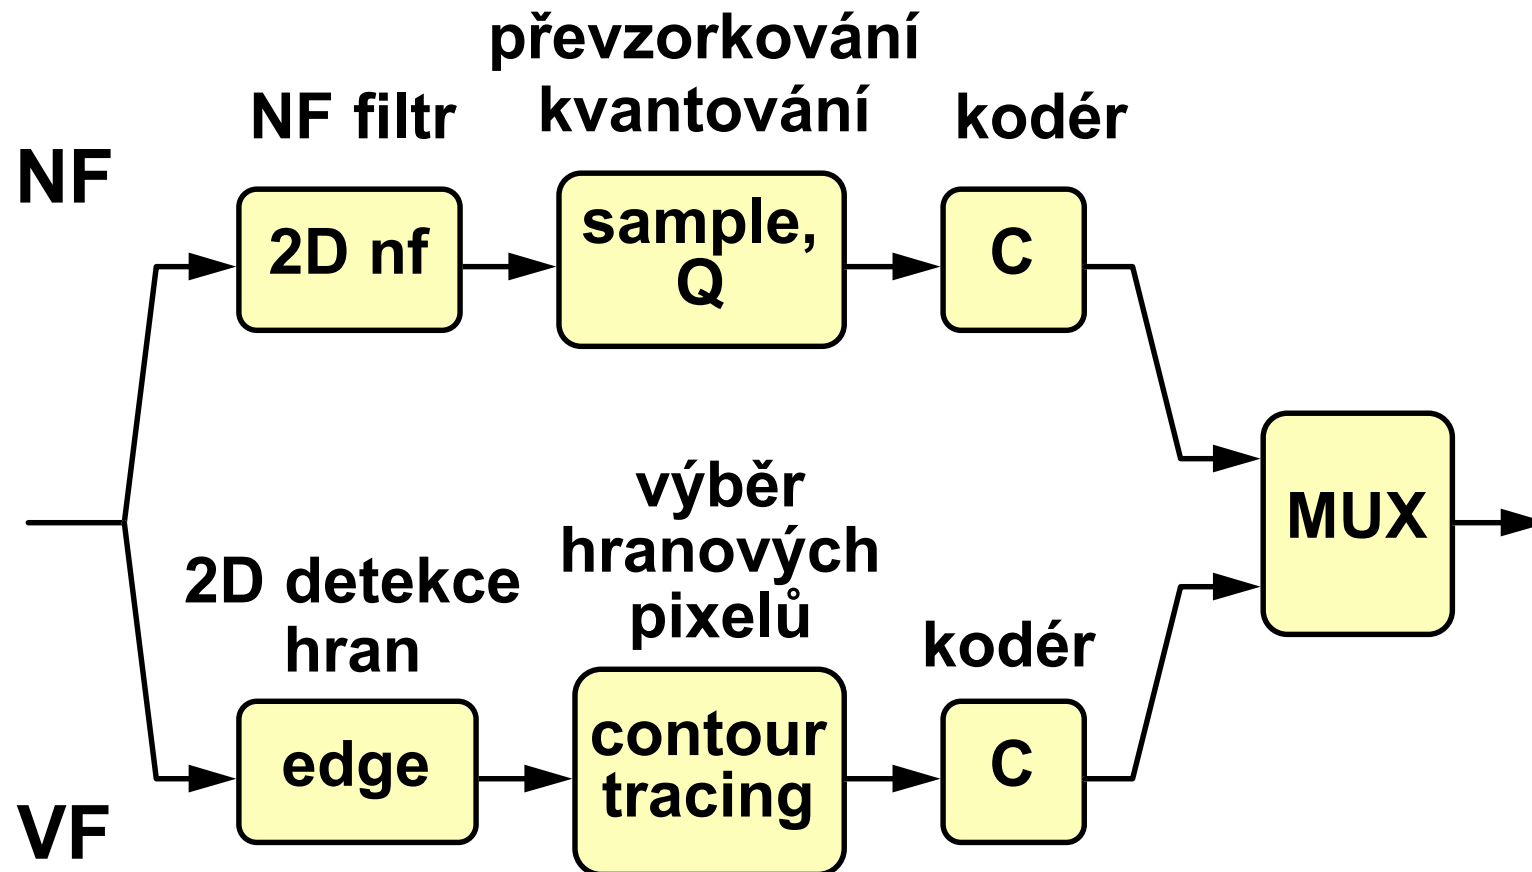 převzorkování
kvantování
NF filtr
kodér
NF
2D nf
sample,
Q
C
výběr
hranových
pixelů
2D detekce
hran
kodér
MUX
edge
contour
tracing
C
VF